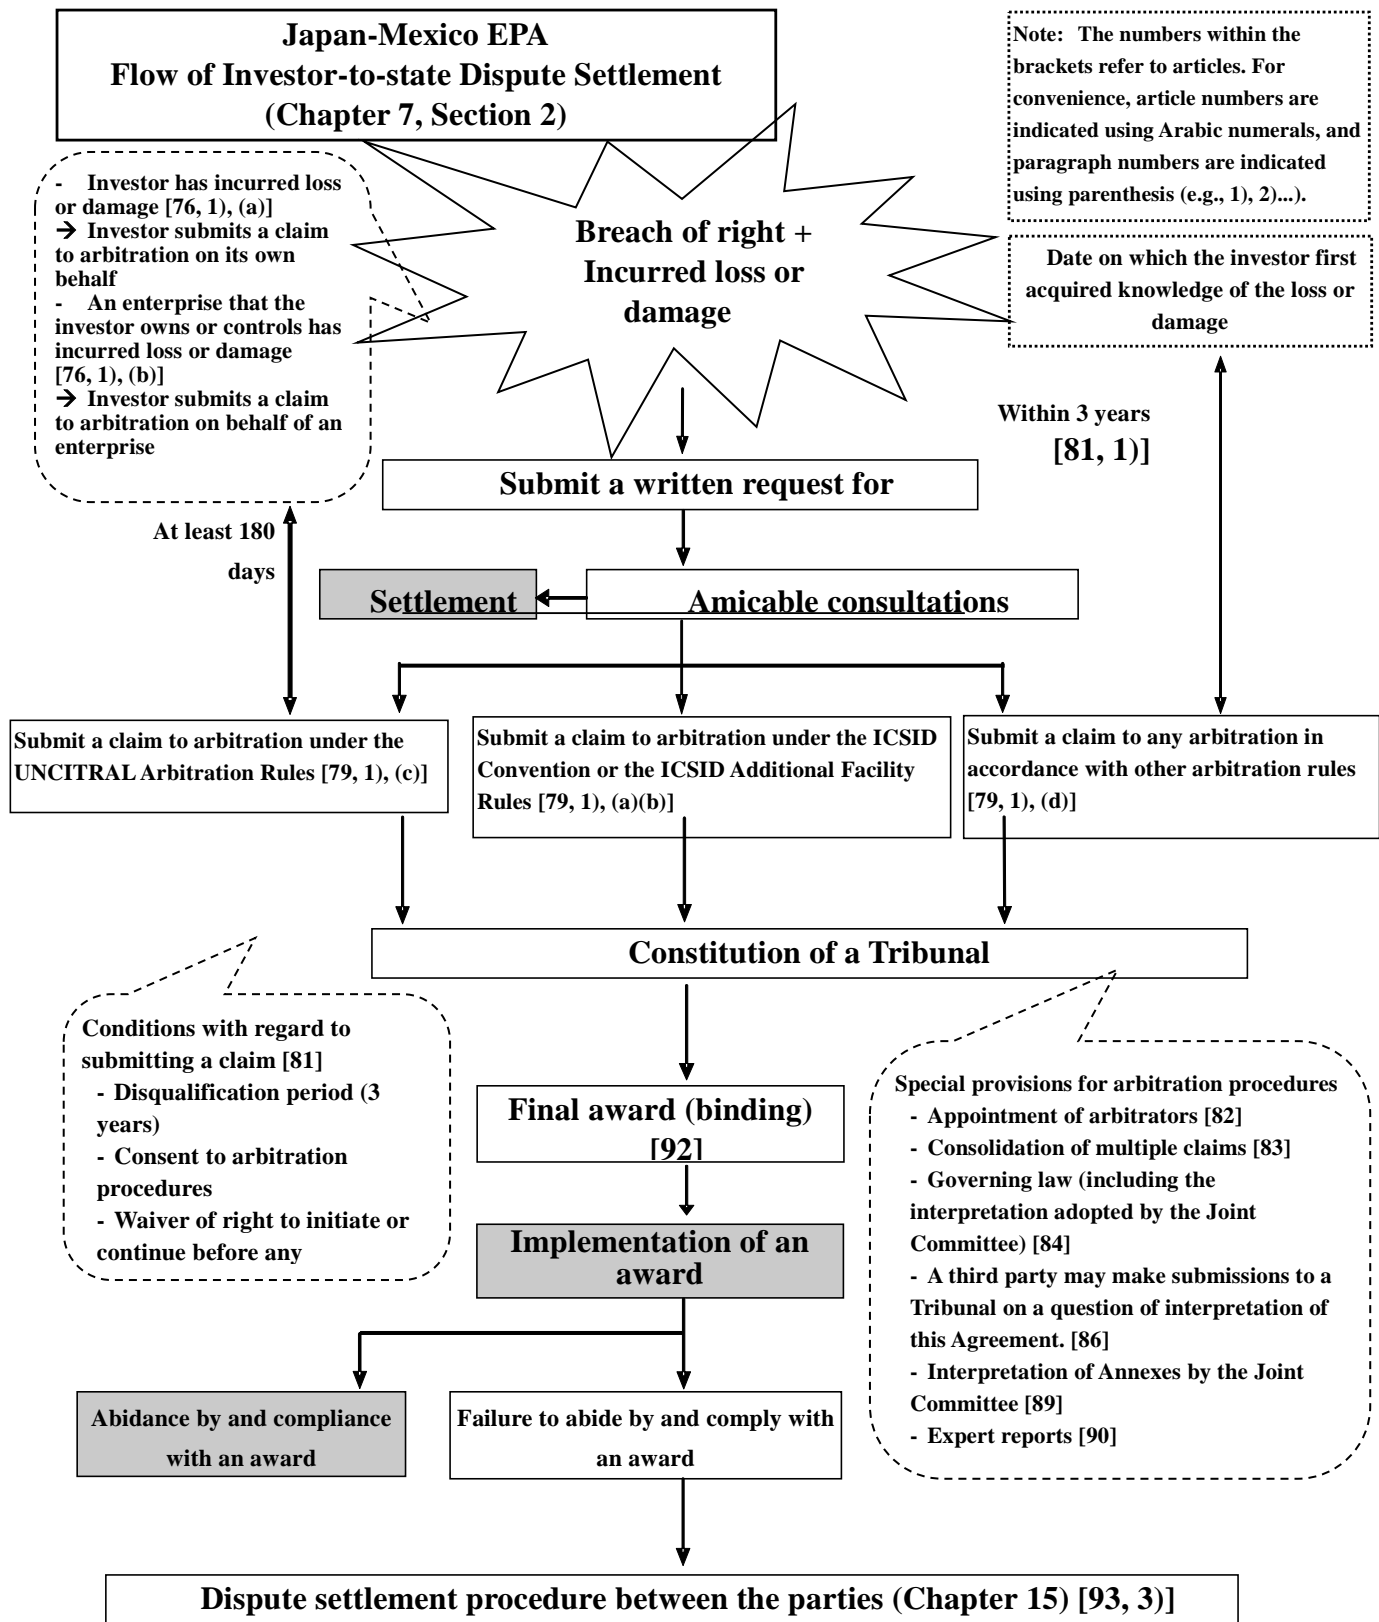 Japan-Mexico EPA
Flow of Investor-to-state Dispute Settlement
(Chapter 7, Section 2)
Note: The numbers within the
brackets refer to articles. For
convenience, article numbers are
indicated using Arabic numerals, and
paragraph numbers are indicated
using parenthesis (e.g., 1), 2)...).
- Investor has incurred loss
or damage [76, 1), (a)]
→ Investor submits a claim
to arbitration on its own
behalf
- An enterprise that the
investor owns or controls has
incurred loss or damage
[76, 1), (b)]
→ Investor submits a claim
to arbitration on behalf of an
enterprise
Breach of right +
Incurred loss or
damage
Date on which the investor first
acquired knowledge of the loss or
damage
Within 3 years
[81, 1)]
Submit a written request for
At least 180
days
Settlement
Amicable consultations
Submit a claim to arbitration under the
UNCITRAL Arbitration Rules [79, 1), (c)]
Submit a claim to arbitration under the ICSID
Convention or the ICSID Additional Facility
Rules [79, 1), (a)(b)]
Submit a claim to any arbitration in
accordance with other arbitration rules
[79, 1), (d)]
Constitution of a Tribunal
Conditions with regard to
submitting a claim [81]
- Disqualification period (3
years)
- Consent to arbitration
procedures
- Waiver of right to initiate or
continue before any
Final award (binding)
[92]
Special provisions for arbitration procedures
- Appointment of arbitrators [82]
- Consolidation of multiple claims [83]
- Governing law (including the
interpretation adopted by the Joint
Committee) [84]
- A third party may make submissions to a
Tribunal on a question of interpretation of
this Agreement. [86]
- Interpretation of Annexes by the Joint
Committee [89]
- Expert reports [90]
Implementation of an
award
Abidance by and compliance
with an award
Failure to abide by and comply with
an award
Dispute settlement procedure between the parties (Chapter 15) [93, 3)]